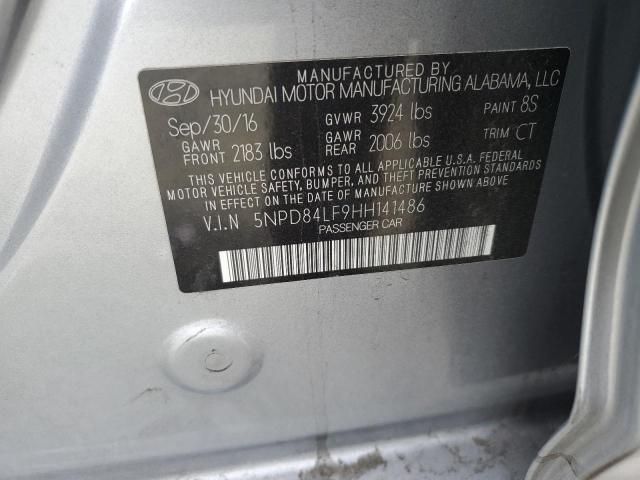 MANUFACTURED BY
HYUNDAI MOTOR MANUFACTURING ALABAMA, LLC
Sep/30/16 GVWR 3924 lbs PAINT 8S
GAWR FRONT 2183 lbs GAWR REAR 2006 lbs TRIM CT
THIS VEHICLE CONFORMS TO ALL APPLICABLE U.S.A. FEDERAL
MOTOR VEHICLE SAFETY, BUMPER, AND THEFT PREVENTION STANDARDS
IN EFFECT ON THE DATE OF MANUFACTURE SHOWN ABOVE.
V.I.N 5NPD84LF9HH141486
PASSENGER CAR